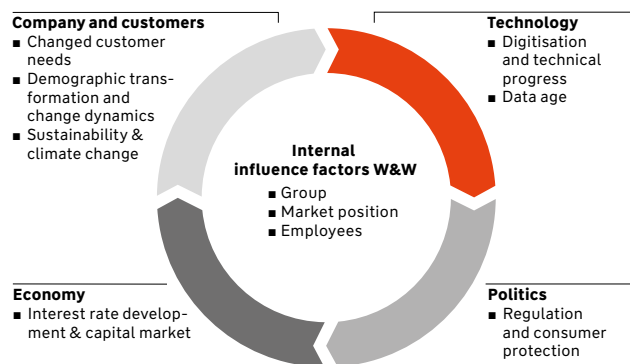 Company and customers
■ Changed customer
needs
■ Demographic trans-
formation and
change dynamics
■ Sustainability &
climate change
Technology
■ Digitisation
and technical
progress
■ Data age
Internal
influence factors W&W
■ Group
■ Market position
■ Employees
Economy
■ Interest rate develop-
ment & capital market
Politics
■ Regulation
and consumer
protection